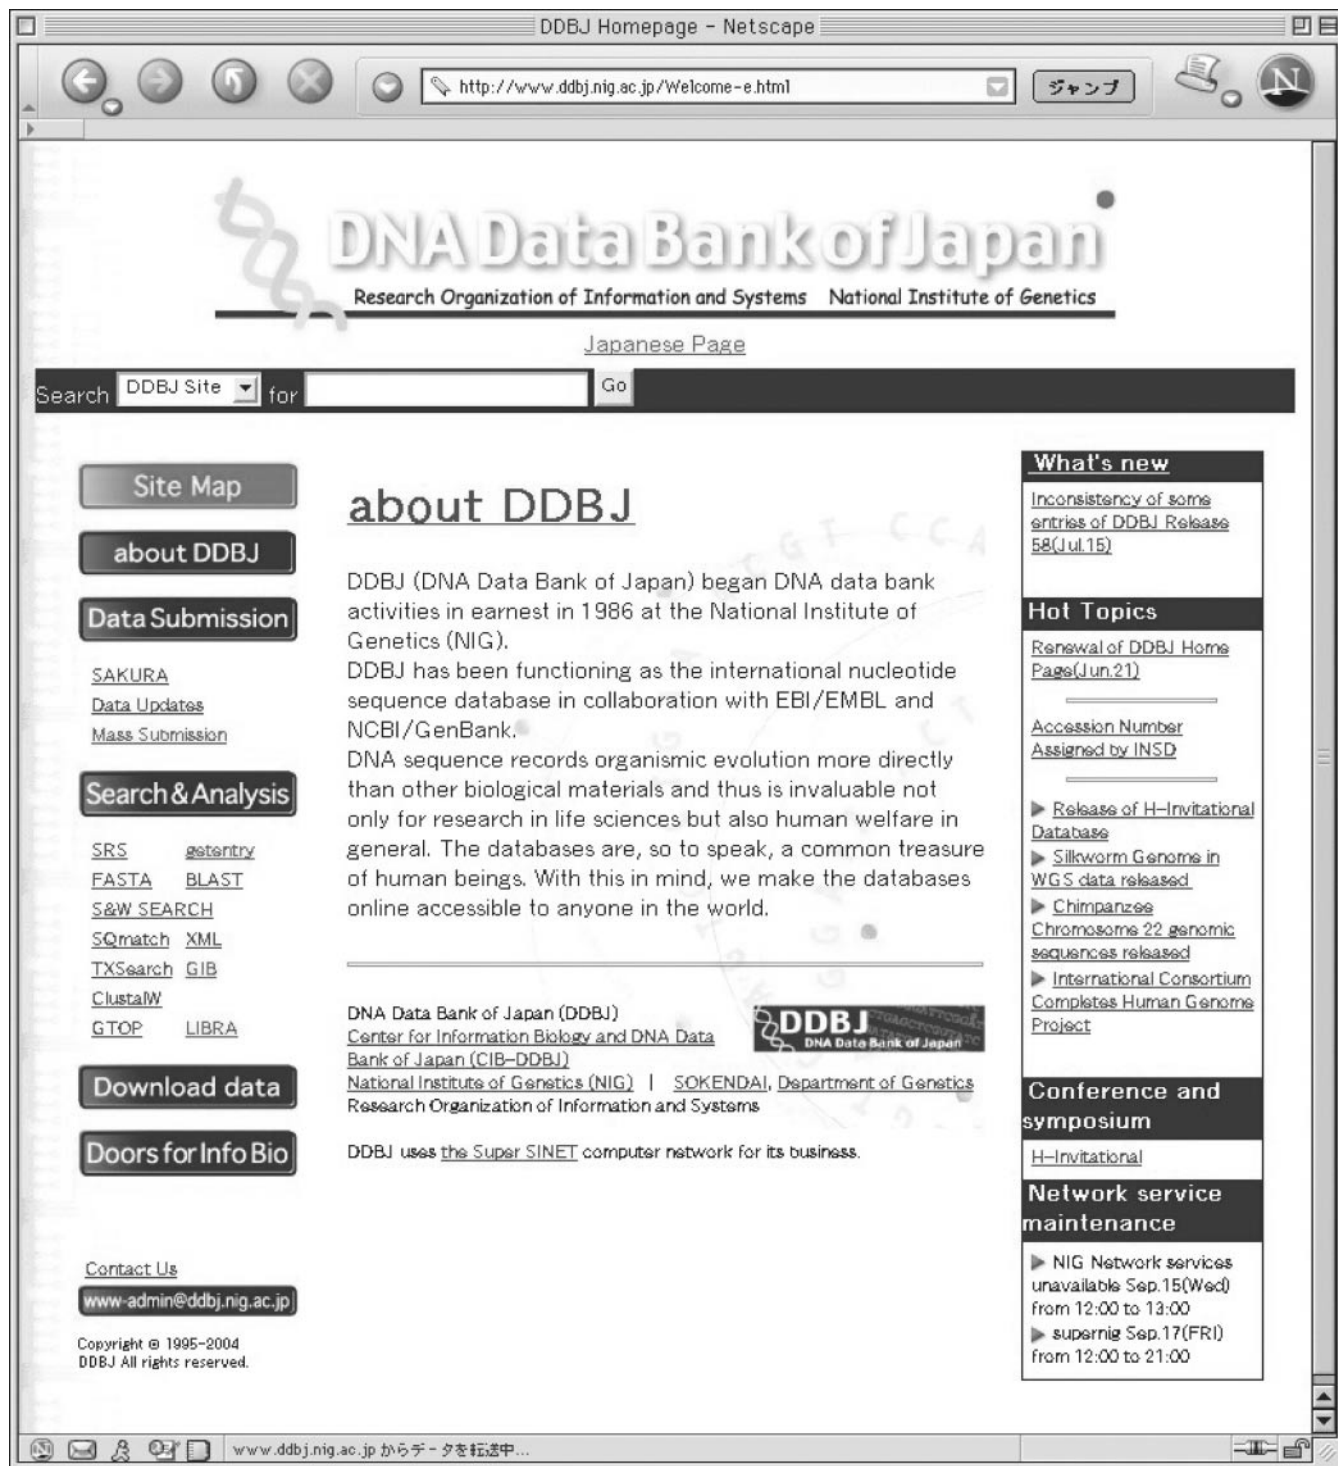 DDBJ Homepage - Netscape
http://www.ddbj.nig.ac.jp/Welcome-e.html
ジャンプ
N
DNA Data Bank of Japan
Research Organization of Information and Systems National Institute of Genetics
Japanese Page
Search DDBJ Site for Go
Site Map
about DDBJ
Data Submission
SAKURA
Data Updates
Mass Submission
Search & Analysis
SRS getentry
FASTA BLAST
S&W SEARCH
SQmatch XML
TXSearch GIB
ClustalW
GTOP LIBRA
Download data
Doors for Info Bio
Contact Us
www-admin@ddbj.nig.ac.jp
Copyright © 1995-2004
DDBJ All rights reserved.
about DDBJ
DDBJ (DNA Data Bank of Japan) began DNA data bank
activities in earnest in 1986 at the National Institute of
Genetics (NIG).
DDBJ has been functioning as the international nucleotide
sequence database in collaboration with EBI/EMBL and
NCBI/GenBank.
DNA sequence records organismic evolution more directly
than other biological materials and thus is invaluable not
only for research in life sciences but also human welfare in
general. The databases are, so to speak, a common treasure
of human beings. With this in mind, we make the databases
online accessible to anyone in the world.
DNA Data Bank of Japan (DDBJ)
Center for Information Biology and DNA Data
Bank of Japan (CIB-DDBJ)
National Institute of Genetics (NIG) | SOKENDAI, Department of Genetics
Research Organization of Information and Systems
DDBJ
DNA Data Bank of Japan
DDBJ uses the Super SINET computer network for its business.
What's new
Inconsistency of some
entries of DDBJ Release
58(Jul.15)
Hot Topics
Renewal of DDBJ Home
Page(Jun.21)
Accession Number
Assigned by INSD
Release of H-Invitational
Database
Silkworm Genome in
WGS data released
Chimpanzee
Chromosome 22 genomic
sequences released
International Consortium
Completes Human Genome
Project
Conference and
symposium
H-Invitational
Network service
maintenance
NIG Network services
unavailable Sep.15(Wed)
from 12:00 to 13:00
supernig Sep.17(FRI)
from 12:00 to 21:00
www.ddbj.nig.ac.jp からデータを転送中...